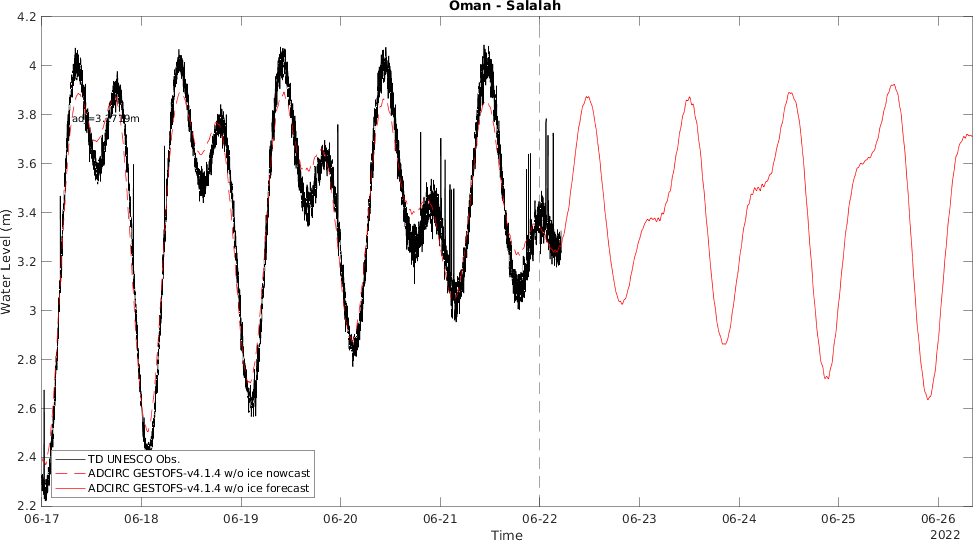 Oman - Salalah
Water Level (m)
4.2
4
3.8
3.6
3.4
3.2
3
2.8
2.6
2.4
2.2
TD UNESCO Obs.
ADCIRC GESTOFS-v4.1.4 w/o ice nowcast
ADCIRC GESTOFS-v4.1.4 w/o ice forecast
06-17 06-18 06-19 06-20 06-21 06-22 06-23 06-24 06-25 06-26
Time
2022